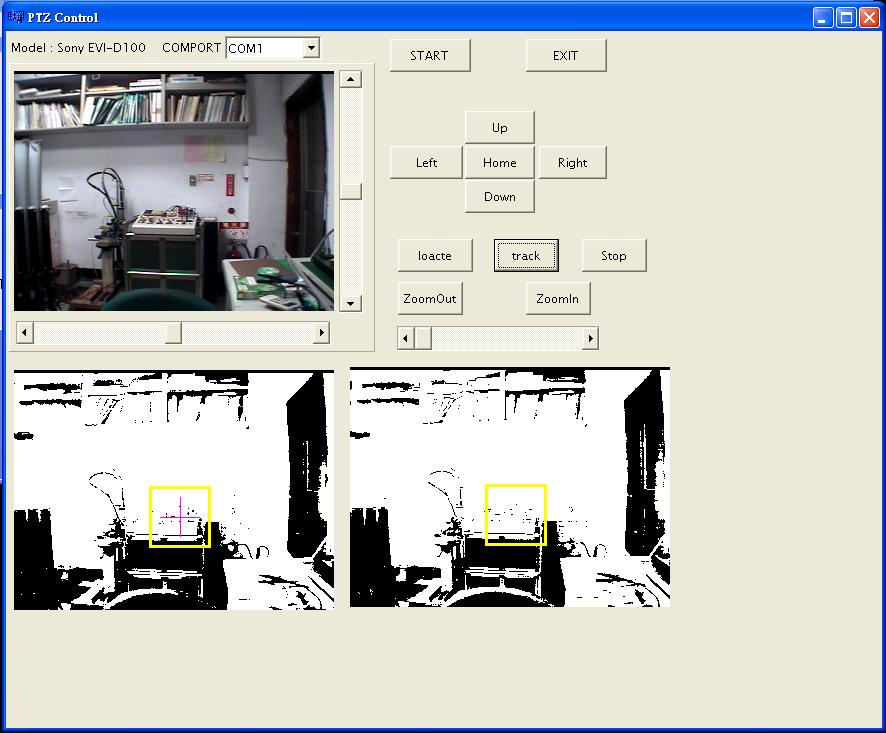 PTZ Control
Model : Sony EVI-D100 COMPORT COM1
START EXIT
Up
Left Home Right
Down
loacte track Stop
ZoomOut ZoomIn